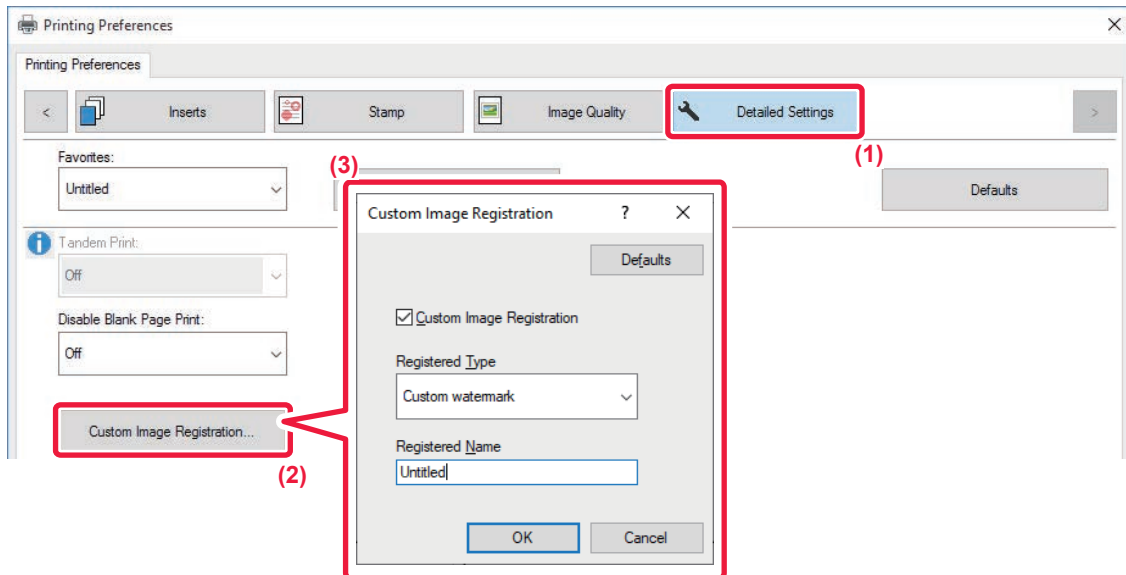 Printing Preferences
Printing Preferences
< Inserts Stamp Image Quality Detailed Settings >
(1)
Favorites:
Untitled
Defaults
(3)
Tandem Print:
Off
Disable Blank Page Print:
Off
Custom Image Registration...
(2)
Custom Image Registration ?
Defaults
Custom Image Registration
Registered Type
Custom watermark
Registered Name
Untitled
OK Cancel